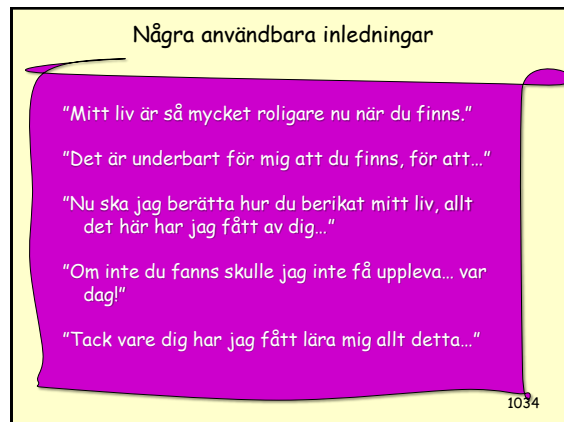 Några användbara inledningar
”Mitt liv är så mycket roligare nu när du finns.”
”Det är underbart för mig att du finns, för att…”
”Nu ska jag berätta hur du berikat mitt liv, allt
det här har jag fått av dig…”
”Om inte du fanns skulle jag inte få uppleva… var
dag!”
”Tack vare dig har jag fått lära mig allt detta…”
1034